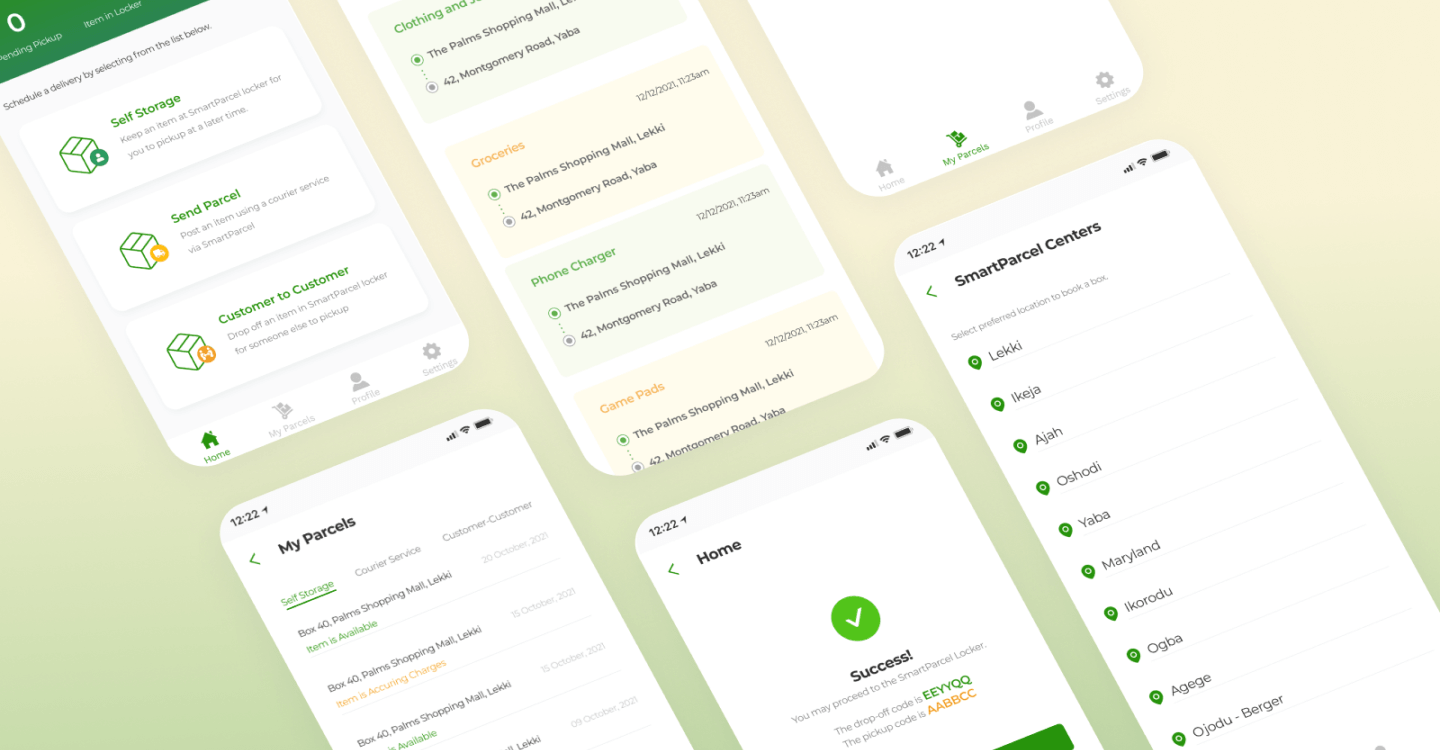 0
Pending Pickup
Item in Locker
Schedule a delivery by selecting from the list below.
Self Storage
Keep an item at SmartParcel locker for
you to pickup at a later time.
Send Parcel
Post an item using a courier service
via SmartParcel
Customer to Customer
Drop off an item in SmartParcel locker
for someone else to pickup
Home
My Parcels
Profile
Settings
Clothing and
The Palms Shopping Mall,
42, Montgomery Road, Yaba
12/12/2021, 11:23am
Groceries
The Palms Shopping Mall, Lekki
42, Montgomery Road, Yaba
12/12/2021, 11:23am
Phone Charger
The Palms Shopping Mall, Lekki
42, Montgomery Road, Yaba
12/12/2021, 11:23am
Game Pads
The Palms Shopping Mall, Lekki
42, Montgomery Road, Yaba
Home
My Parcels
Profile
Settings
12:22
My Parcels
Self Storage
Courier Service
Customer-Customer
20 October, 2021
Box 40, Palms Shopping Mall, Lekki
Item is Available
15 October, 2021
Box 40, Palms Shopping Mall, Lekki
Item is Accuring Charges
15 October, 2021
Box 40, Palms Shopping Mall, Lekki
is Available
09 October, 2021
Shopping Mall, Lekki
12:22
Home
Success!
You may proceed to the SmartParcel Locker.
The drop-off code is EEYYQQ
The pickup code is AABBCC
12:22
SmartParcel Centers
Select preferred location to book a box.
Lekki
Ikeja
Ajah
Oshodi
Yaba
Maryland
Ikorodu
Ogba
Agege
Ojodu - Berger